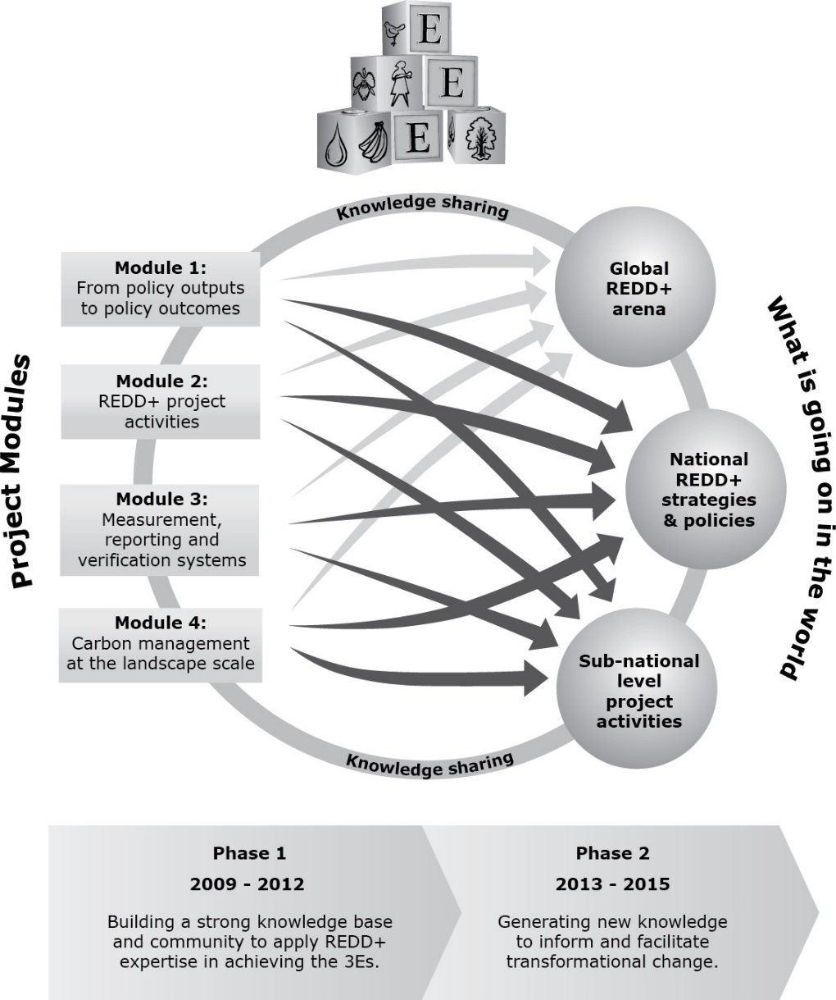 E
E
E
Knowledge sharing
Project Modules
Module 1:
From policy outputs
to policy outcomes
Module 2:
REDD+ project
activities
Module 3:
Measurement,
reporting and
verification systems
Module 4:
Carbon management
at the landscape scale
Global
REDD+
arena
National
REDD+
strategies
& policies
Sub-national
level
project
activities
What is going on in the world
Knowledge sharing
Phase 1
2009 - 2012
Building a strong knowledge base
and community to apply REDD+
expertise in achieving the 3Es.
Phase 2
2013 - 2015
Generating new knowledge
to inform and facilitate
transformational change.